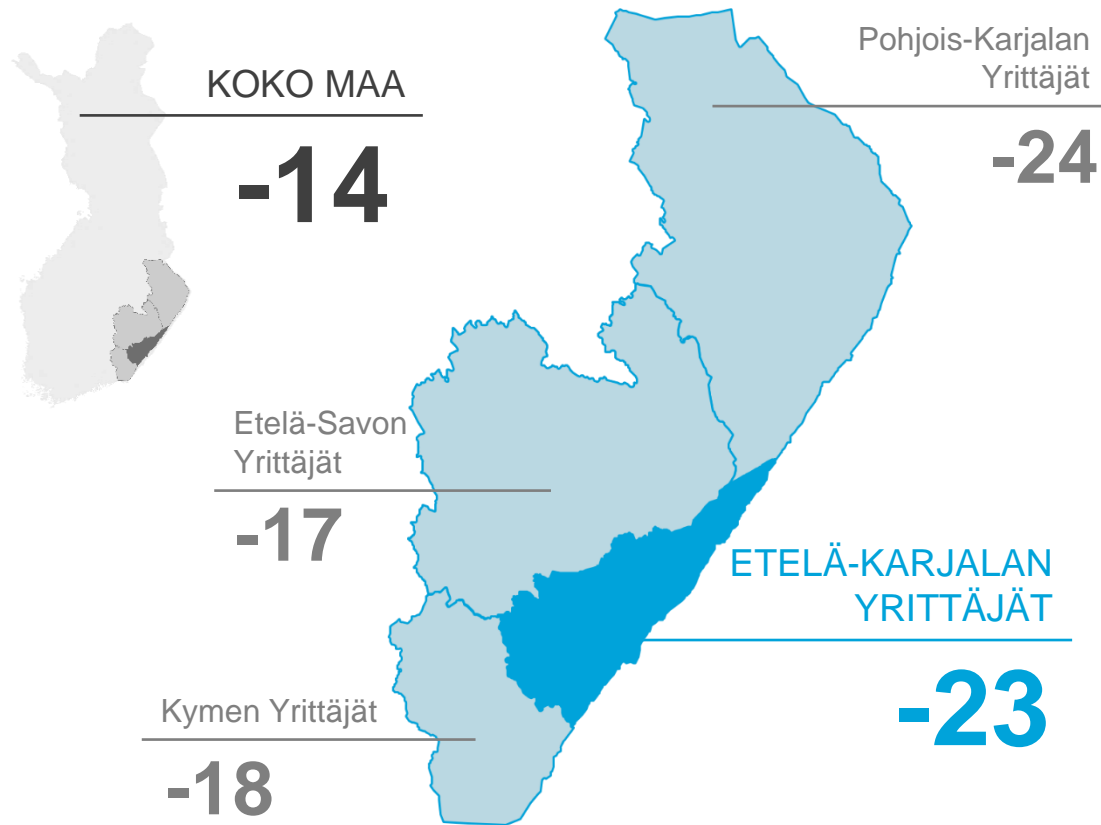 KOKO MAA
-14
Pohjois-Karjalan
Yrittäjät
-24
Etelä-Savon
Yrittäjät
-17
ETELÄ-KARJALAN
YRITTÄJÄT
-23
Kymen Yrittäjät
-18